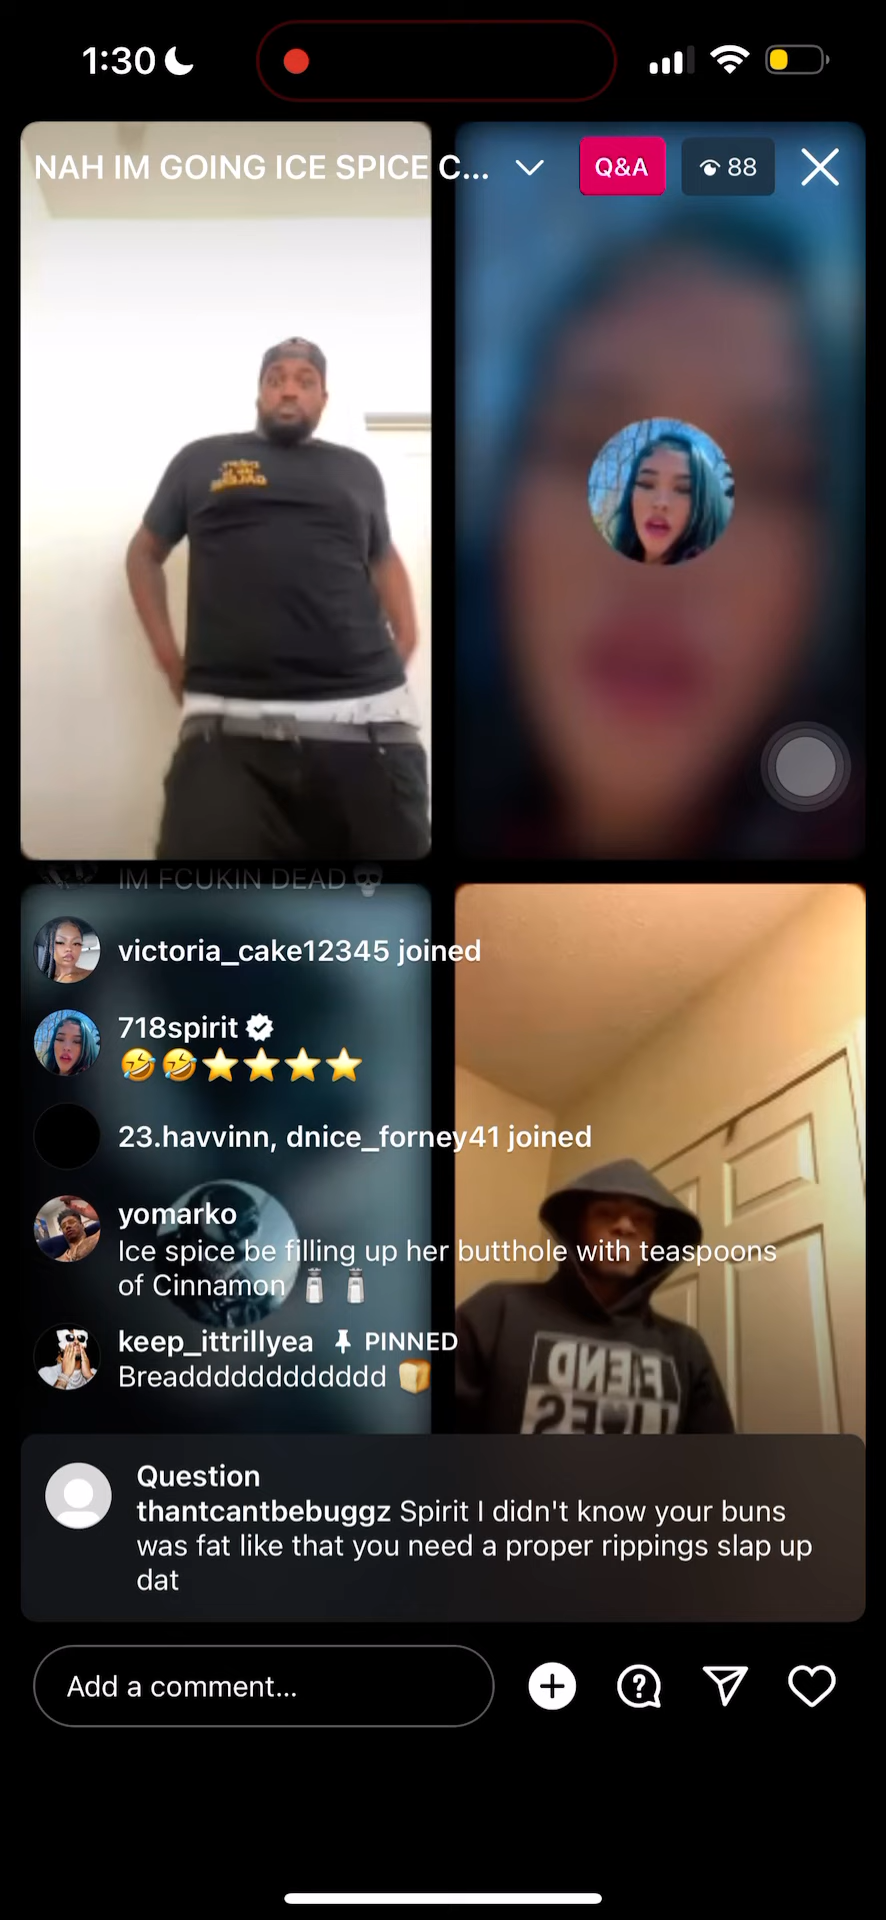 1:30
NAH IM GOING ICE SPICE C...
Q&A
88
IM FCUKIN DEAD💀
victoria_cake12345 joined
718spirit
🤣🤣⭐⭐⭐⭐
23.havvinn, dnice_forney41 joined
yomarko
Ice spice be filling up her butthole with teaspoons
of Cinnamon 🧂 🧂
keep_ittrillyea 📌 PINNED
Breaddddddddddd 🍞
FIEND
LIVES
Question
thantcantbebuggz Spirit I didn't know your buns
was fat like that you need a proper rippings slap up
dat
Add a comment...